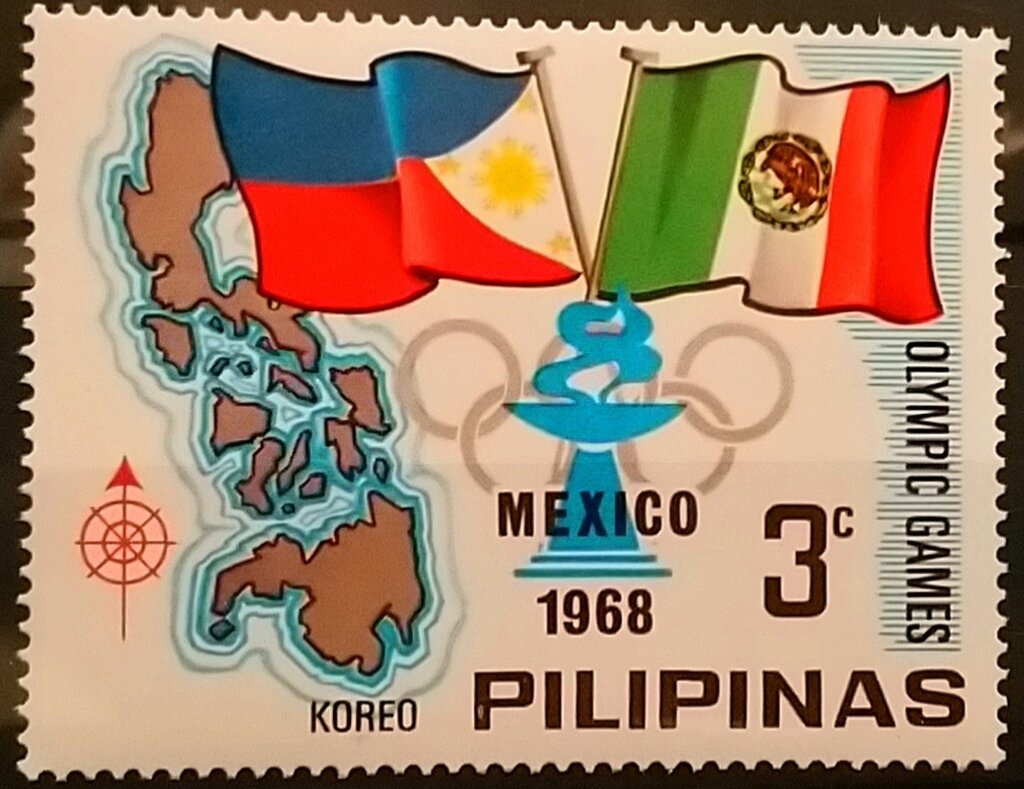 OLYMPIC GAMES
MEXICO
1968
3c
KOREO
PILIPINAS